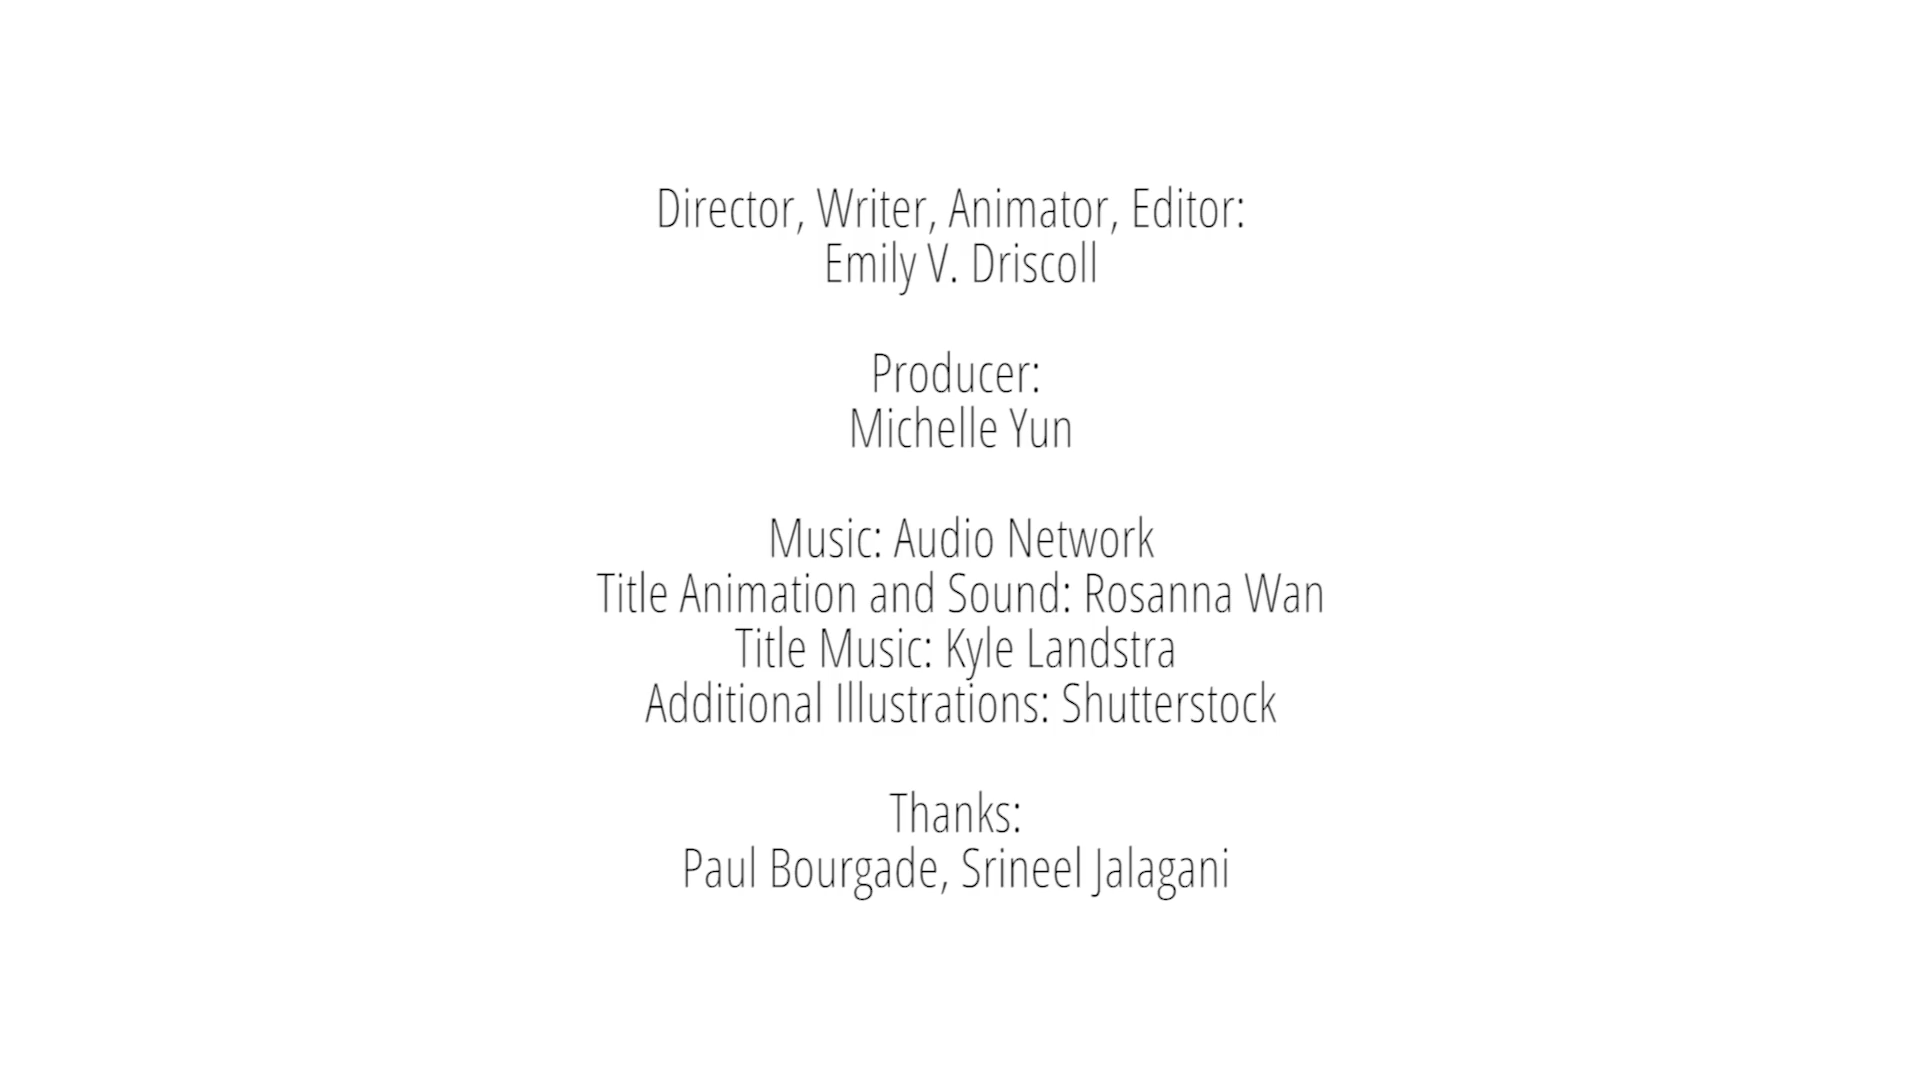 Director, Writer, Animator, Editor:
Emily V. Driscoll
Producer:
Michelle Yun
Music: Audio Network
Title Animation and Sound: Rosanna Wan
Title Music: Kyle Landstra
Additional Illustrations: Shutterstock
Thanks:
Paul Bourgade, Srineel Jalagani